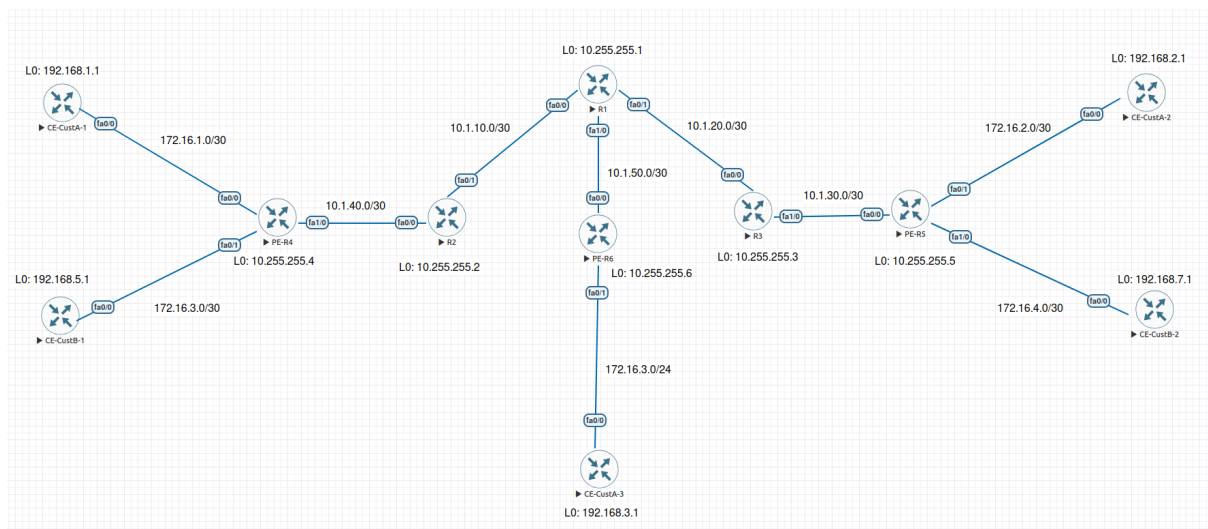 L0: 10.255.255.1
L0: 192.168.1.1
L0: 192.168.2.1
fa0/0
fa0/1
R1
fa0/0
CE-CustA-1
fa0/0
CE-CustA-2
10.1.10.0/30
fa1/0
10.1.20.0/30
172.16.1.0/30
172.16.2.0/30
10.1.50.0/30
fa0/1
fa0/0
fa0/0
10.1.40.0/30
fa0/0
10.1.30.0/30
fa0/1
fa1/0
fa0/0
fa1/0
fa0/0
PE-R4
R2
R3
PE-R5
fa0/1
fa1/0
PE-R6
L0: 10.255.255.4
L0: 10.255.255.2
L0: 10.255.255.6
L0: 10.255.255.3
L0: 10.255.255.5
L0: 192.168.5.1
L0: 192.168.7.1
fa0/0
172.16.3.0/30
fa0/1
172.16.4.0/30
fa0/0
CE-CustB-1
CE-CustB-2
172.16.3.0/24
fa0/0
CE-CustA-3
L0: 192.168.3.1